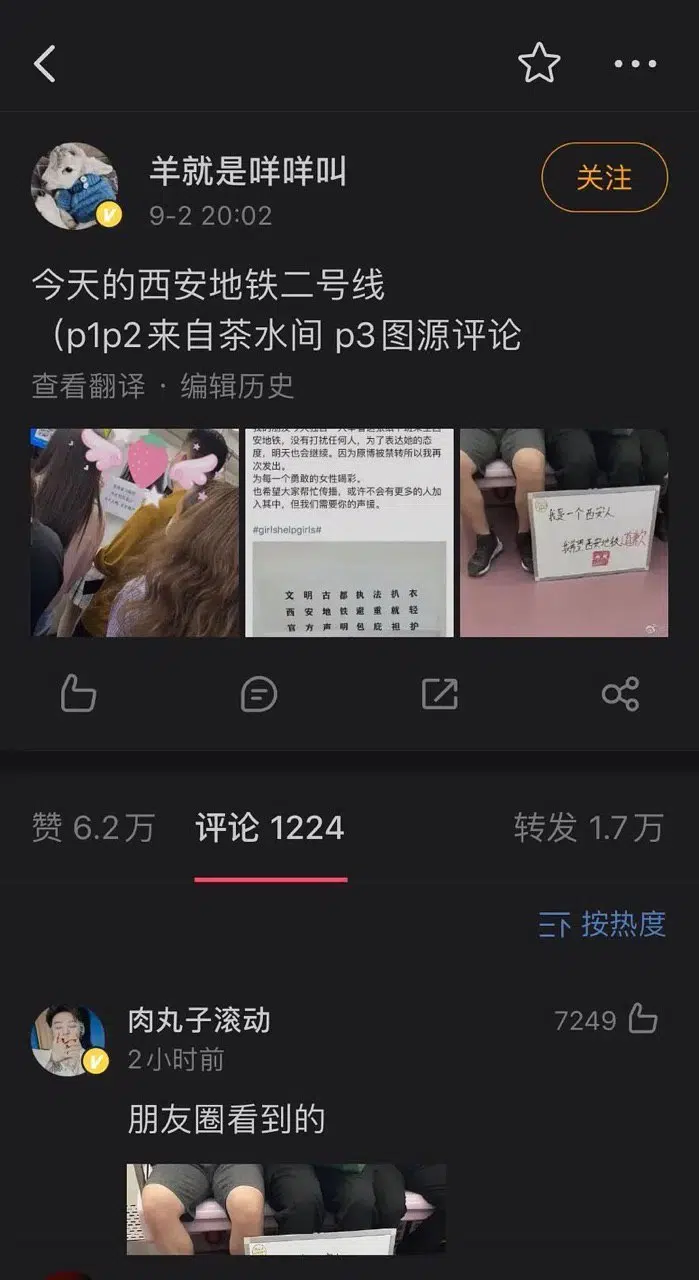 羊就是咩咩叫
关注
9-2 20:02
今天的西安地铁二号线
（p1p2来自茶水间 p3图源评论
查看翻译 · 编辑历史
安地铁，没有打扰任何人，为了表达她的态
度，明天也会继续。因为原博被禁转所以我再
次发出。
为每一个勇敢的女性喝彩。
也希望大家帮忙传播，或许不会有更多的人加
入其中，但我们需要你的声援。
#girlshelpgirls#
文明古都执法扒衣
西安地铁避重就轻
官方声明包庇袒护
我是一个西安人
我希望西安地铁道歉
赞 6.2万
评论 1224
转发 1.7万
按热度
肉丸子滚动
7249
2小时前
朋友圈看到的